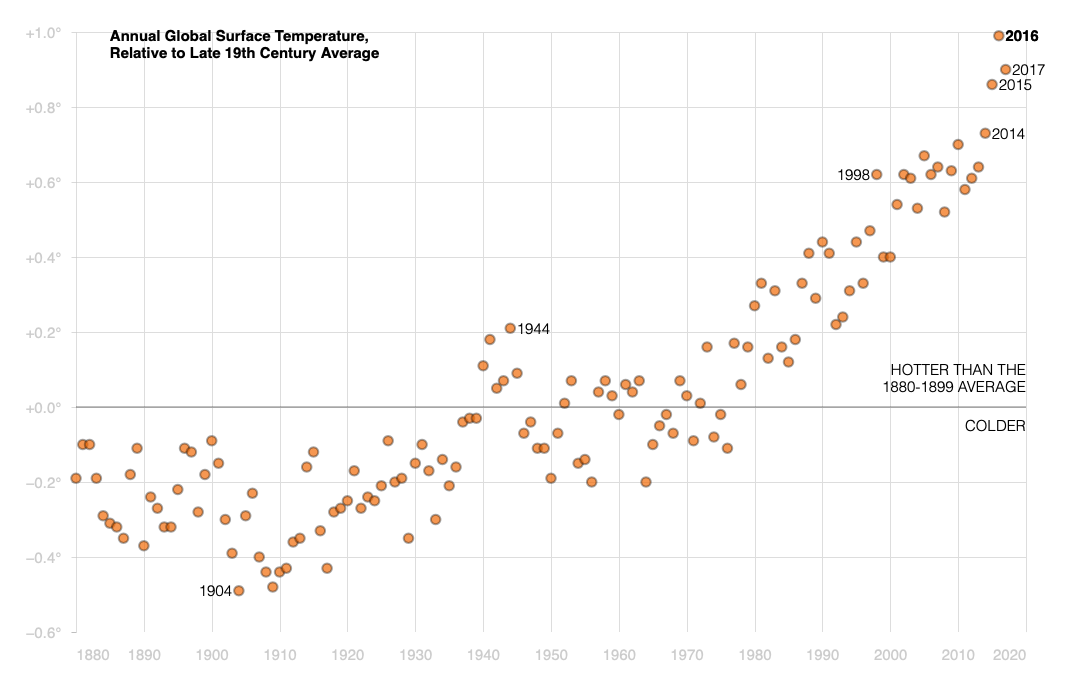 Annual Global Surface Temperature,
Relative to Late 19th Century Average
+1.0°
+0.8°
+0.6°
+0.4°
+0.2°
+0.0°
–0.2°
–0.4°
–0.6°
2016
2017
2015
2014
1998
1944
HOTTER THAN THE
1880-1899 AVERAGE
COLDER
1904
1880 1890 1900 1910 1920 1930 1940 1950 1960 1970 1980 1990 2000 2010 2020